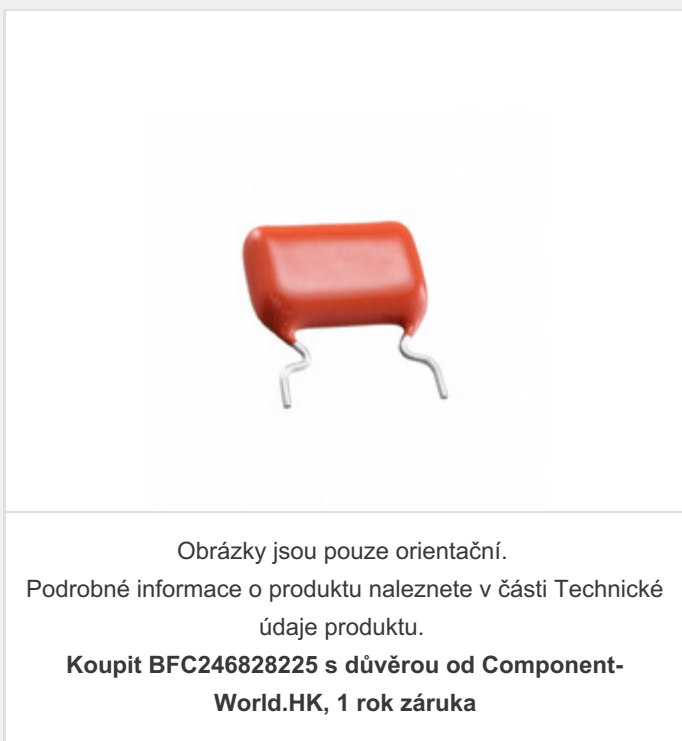 Obrázky jsou pouze orientační.
Podrobné informace o produktu naleznete v části Technické
údaje produktu.
Koupit BFC246828225 s důvěrou od Component-
World.HK, 1 rok záruka